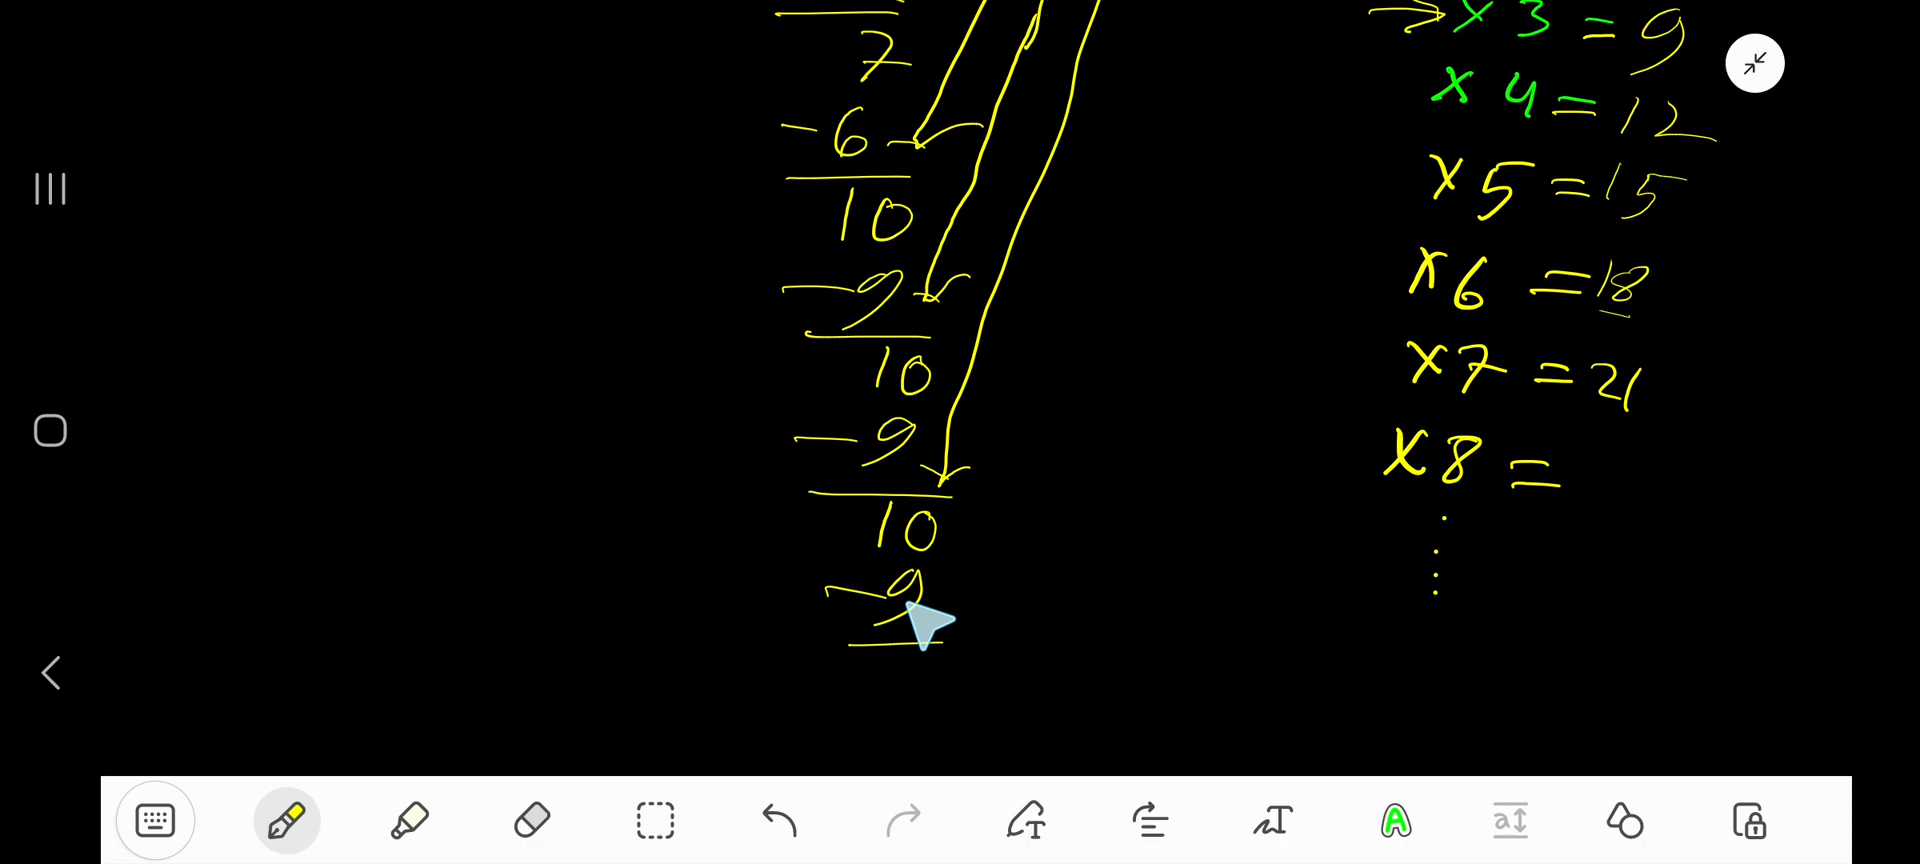 7
- 6
10
- 9
10
- 9
10
- 9
x 3 = 9
x 4 = 12
x 5 = 15
x 6 = 18
x 7 = 21
x 8 =